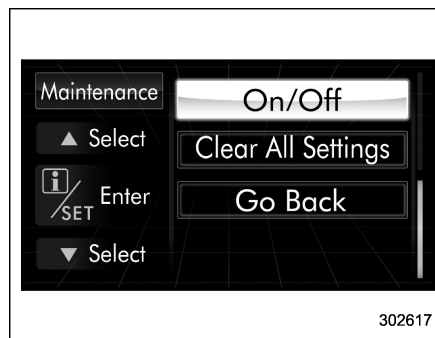 Maintenance
On/Off
▲ Select
Clear All Settings
i/SET Enter
Go Back
▼ Select
302617